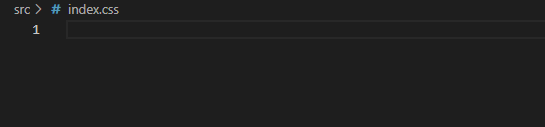 src > # index.css
1